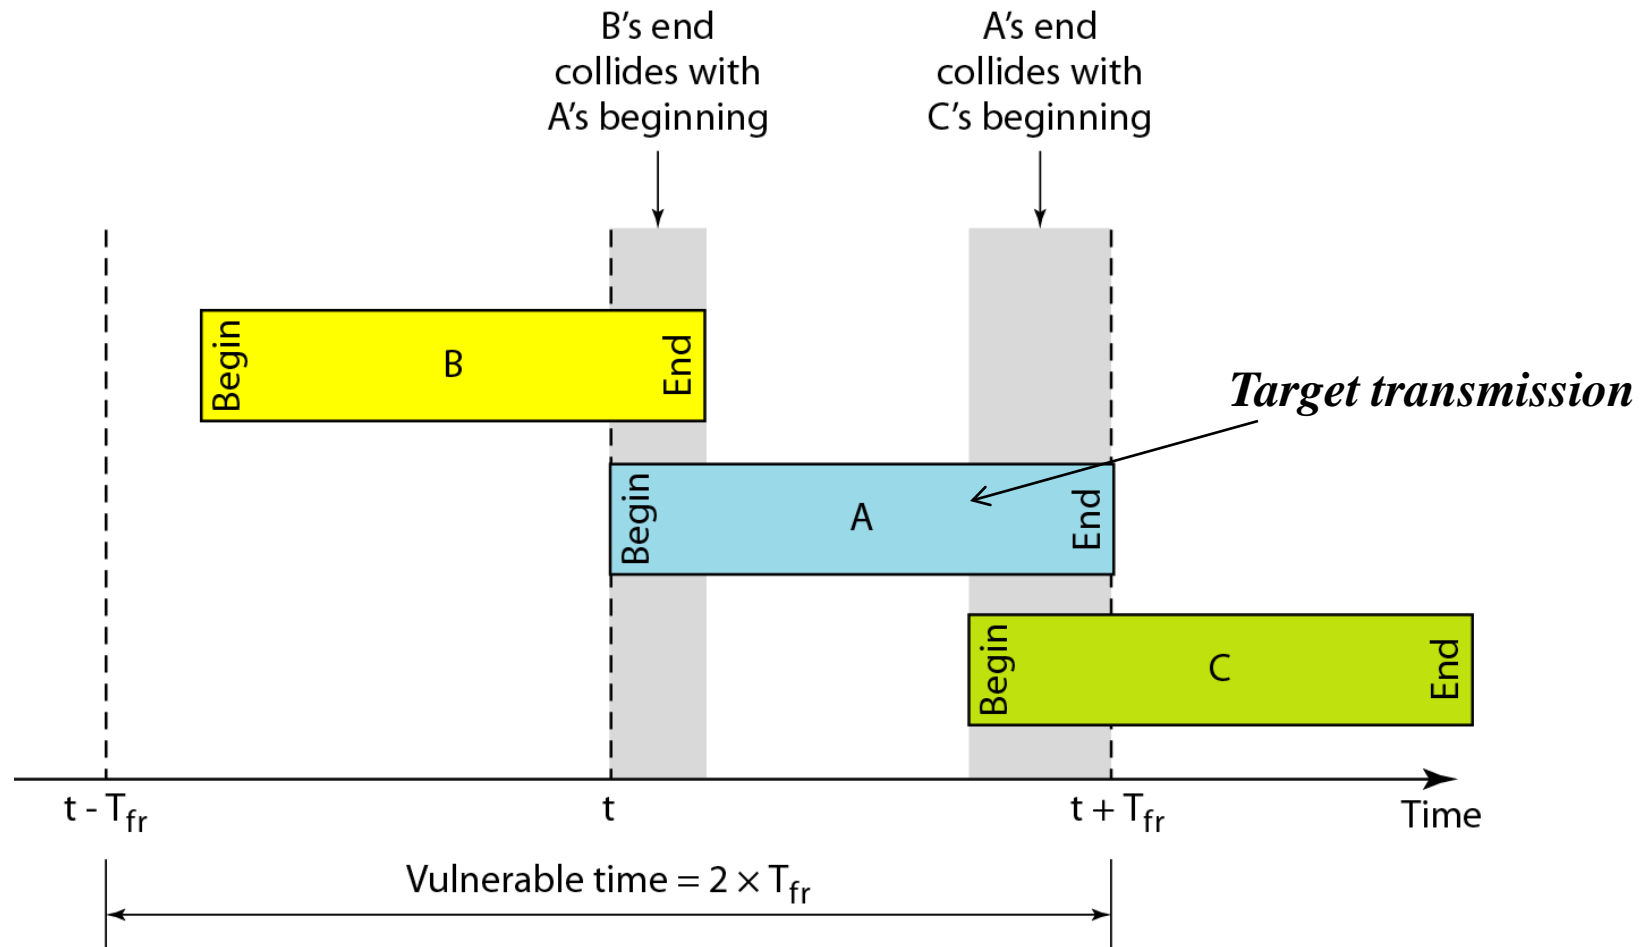 B's end
collides with
A's beginning
A's end
collides with
C's beginning
Begin
B
End
Target transmission
Begin
A
End
Begin
C
End
t - Tfr
t
t + Tfr
Time
Vulnerable time = 2 × Tfr